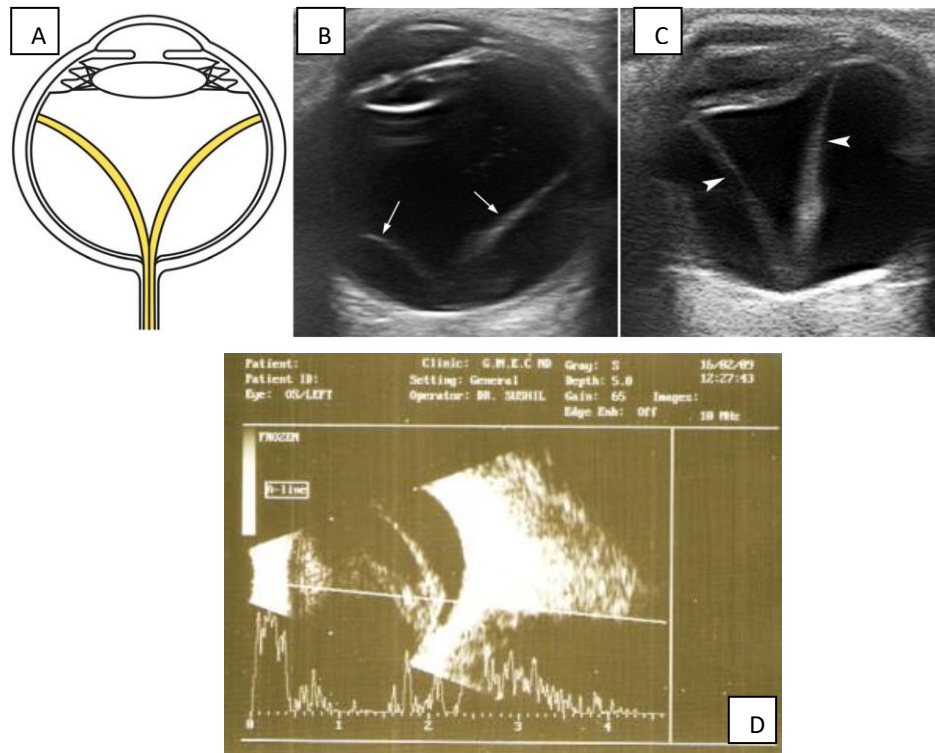 A
B
C
Patient: Clinic: G.M.E.C ND Gray: S 16/02/09
Patient ID: Setting: General Depth: 5.0 12:27:43
Eye: OS/LEFT Operator: DR. SUSHIL Gain: 65 Images:
Edge Enh: Off 10 MHz
FROZEN
A-line
0 1 2 3 4
D